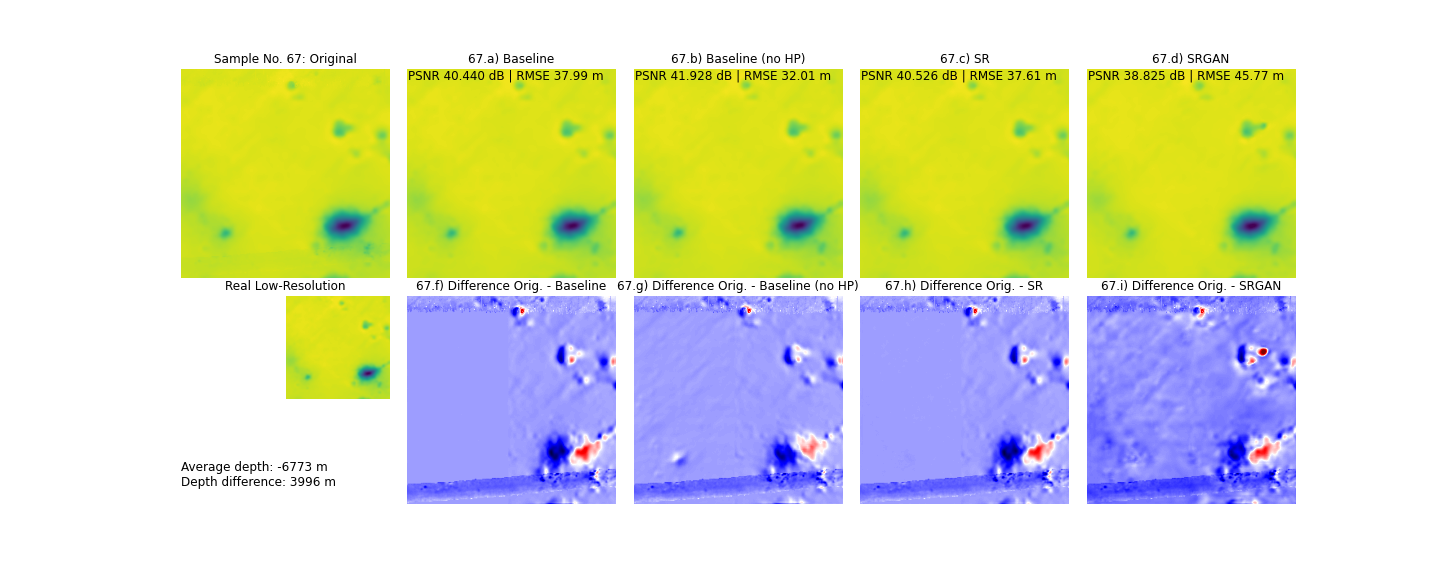 Sample No. 67: Original
67.a) Baseline
67.b) Baseline (no HP)
67.c) SR
67.d) SRGAN
PSNR 40.440 dB | RMSE 37.99 m
PSNR 41.928 dB | RMSE 32.01 m
PSNR 40.526 dB | RMSE 37.61 m
PSNR 38.825 dB | RMSE 45.77 m
Real Low-Resolution
67.f) Difference Orig. - Baseline
67.g) Difference Orig. - Baseline (no HP)
67.h) Difference Orig. - SR
67.i) Difference Orig. - SRGAN
Average depth: -6773 m
Depth difference: 3996 m